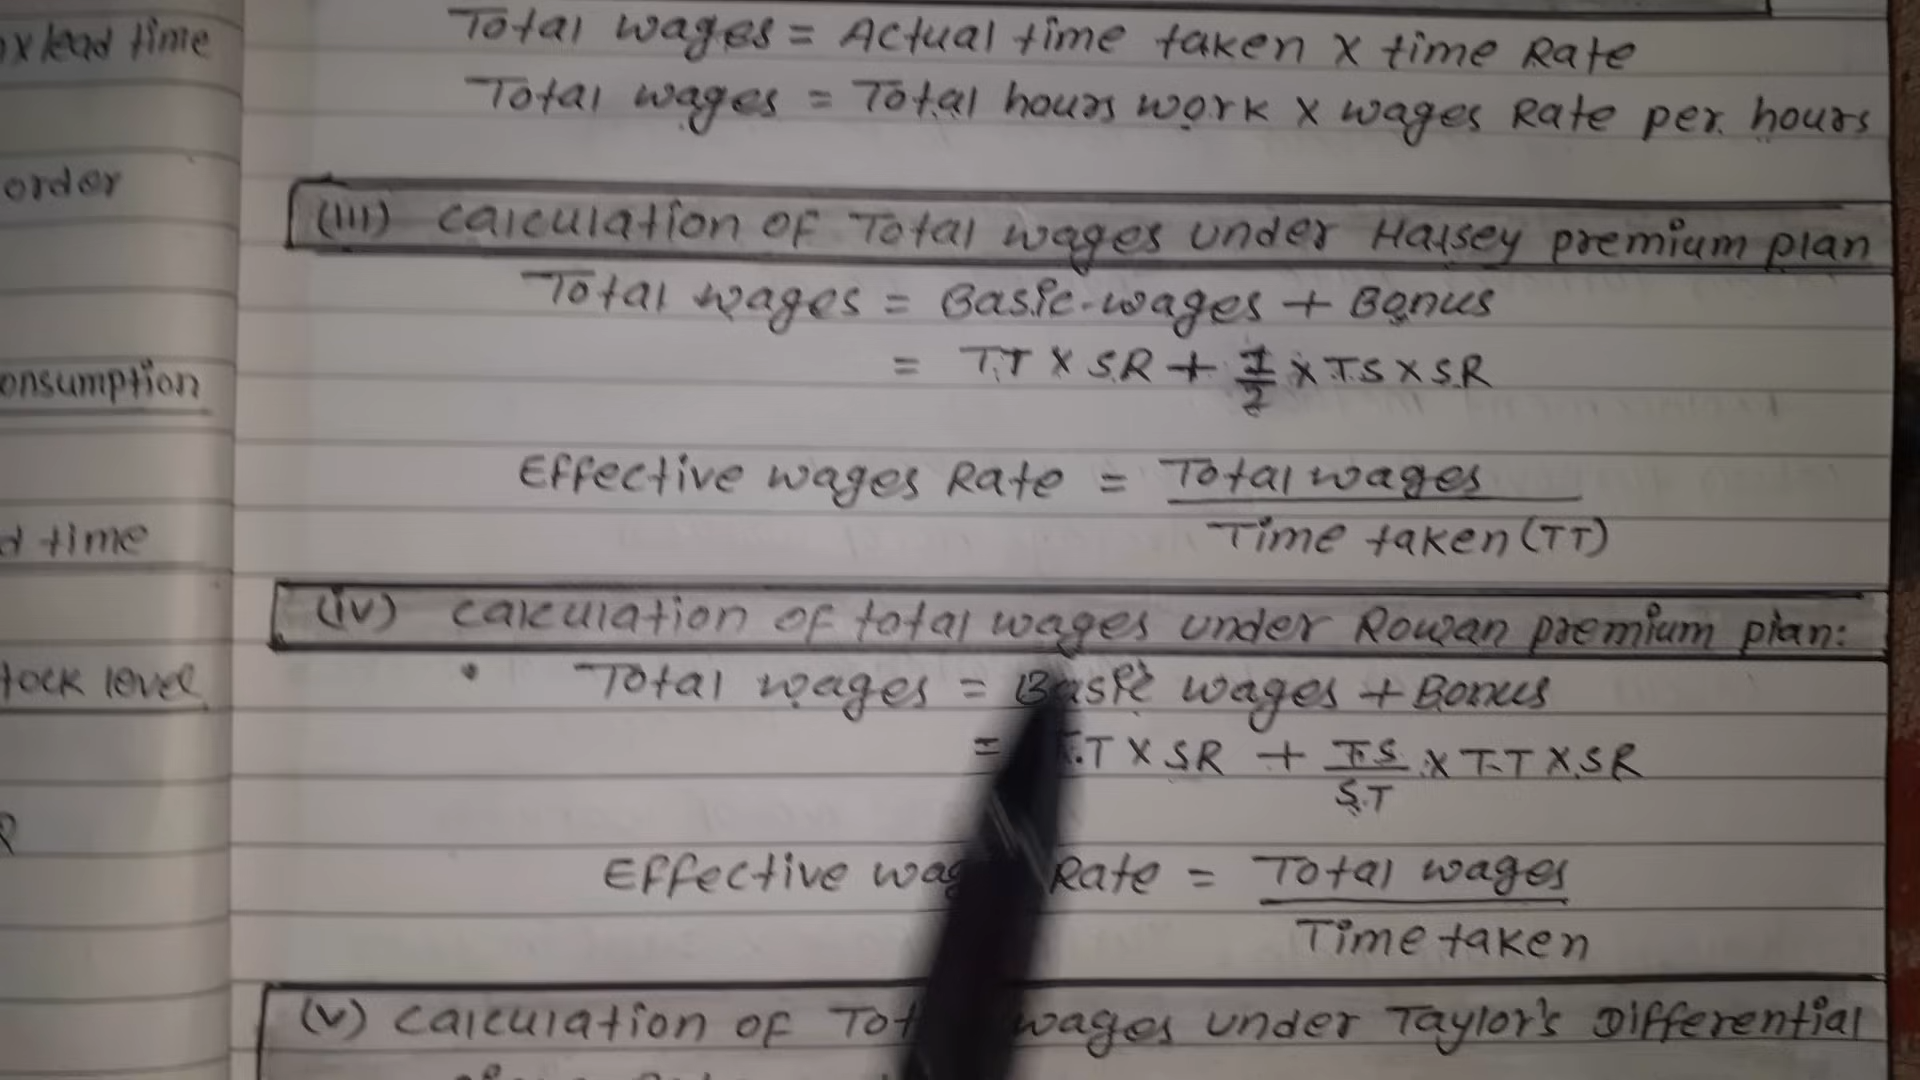 ox lead time
order
onsumption
d time
tock level
Total wages = Actual time taken x time Rate
Total wages = Total hours work x wages Rate per hours
(iii) calculation of Total wages under Halsey premium plan
Total wages = Basic-wages + Bonus
= T.T x S.R + 1/2 x T.S x S.R
Effective wages Rate = Total wages / Time taken (TT)
(iv) calculation of total wages under Rowan premium plan:
Total wages = Basic wages + Bonus
= T.T x SR + T.S/S.T x T.T x S.R
Effective Rate = Total wages / Time taken
(v) calculation of wages under Taylor's Differential